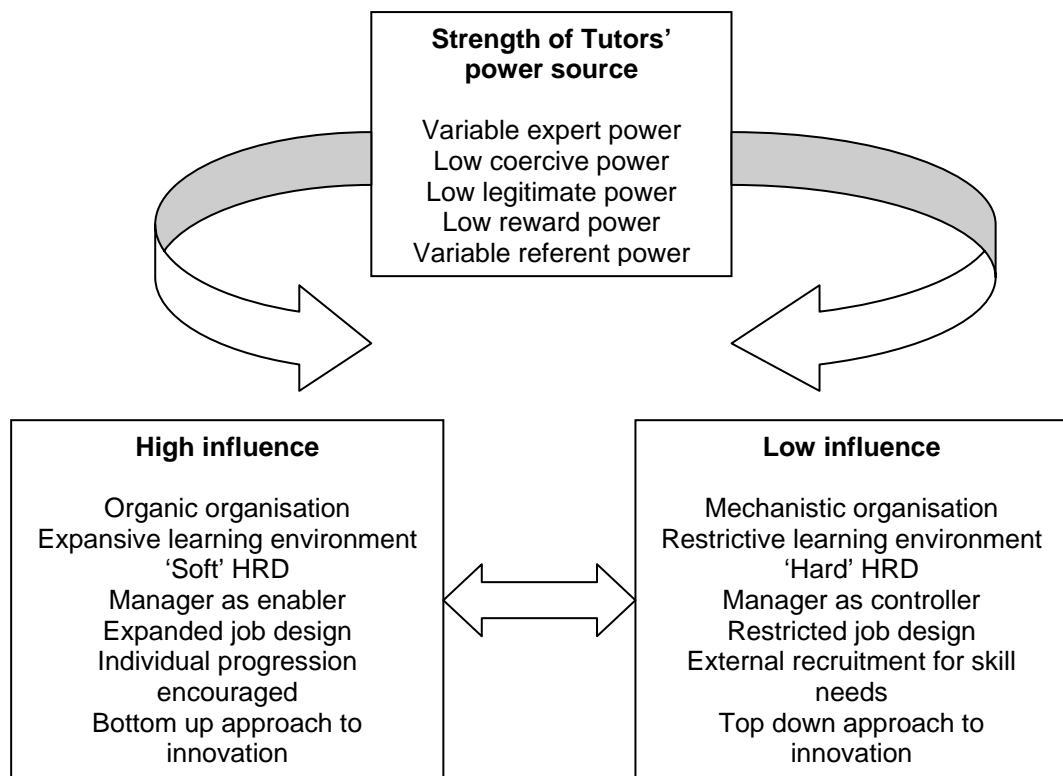 Strength of Tutors’
power source
Variable expert power
Low coercive power
Low legitimate power
Low reward power
Variable referent power
High influence
Organic organisation
Expansive learning environment
‘Soft’ HRD
Manager as enabler
Expanded job design
Individual progression
encouraged
Bottom up approach to
innovation
Low influence
Mechanistic organisation
Restrictive learning environment
‘Hard’ HRD
Manager as controller
Restricted job design
External recruitment for skill
needs
Top down approach to
innovation